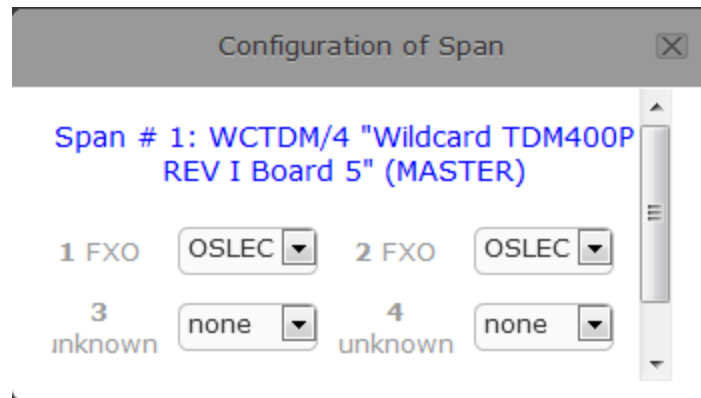 Configuration of Span
Span # 1: WCTDM/4 "Wildcard TDM400P
REV I Board 5" (MASTER)
1 FXO OSLEC 2 FXO OSLEC
3 unknown none 4 unknown none